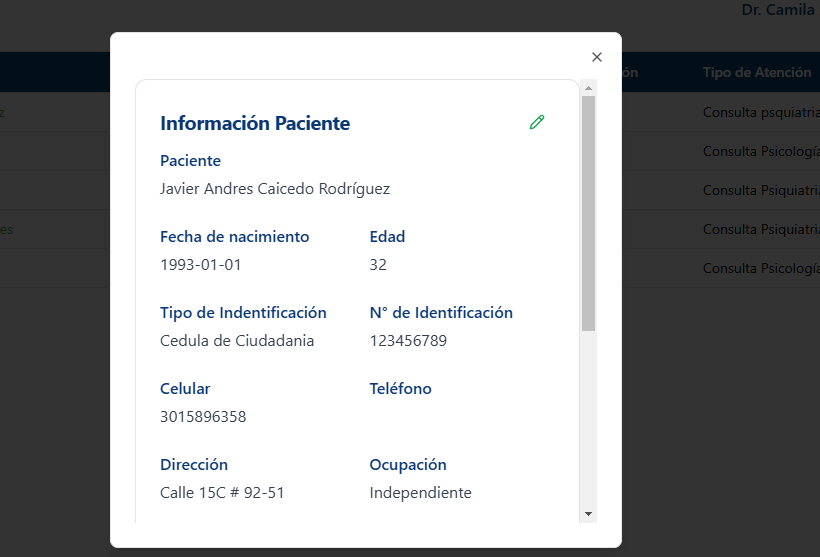 Dr. Camila
ón Tipo de Atención
z Consulta psquiatria
Consulta Psicología
Consulta Psiquiatria
es Consulta Psiquiatria
Consulta Psicología
×
Información Paciente
Paciente
Javier Andres Caicedo Rodríguez
Fecha de nacimiento Edad
1993-01-01 32
Tipo de Indentificación N° de Identificación
Cedula de Ciudadania 123456789
Celular Teléfono
3015896358
Dirección Ocupación
Calle 15C # 92-51 Independiente